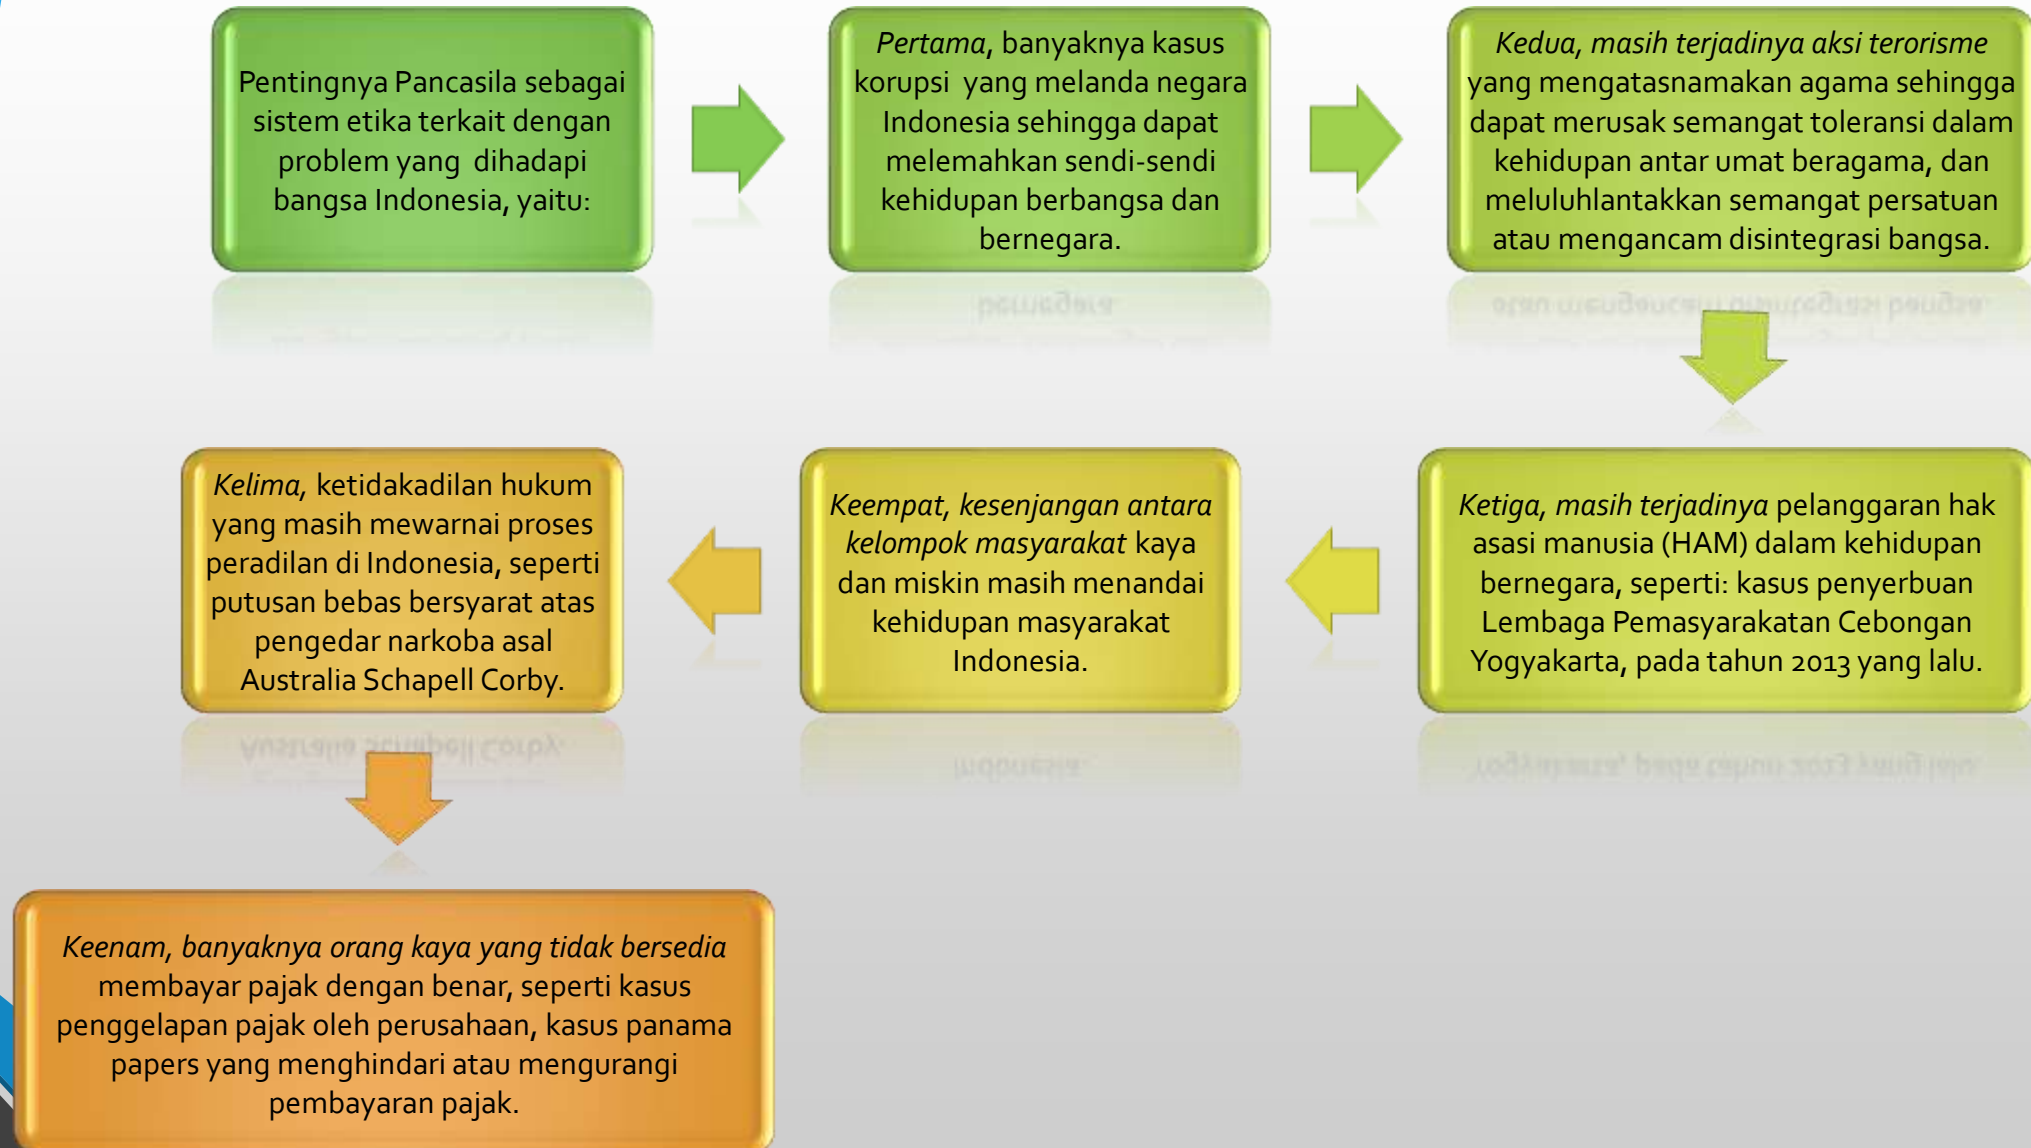 Pentingnya Pancasila sebagai
sistem etika terkait dengan
problem yang dihadapi
bangsa Indonesia, yaitu:
Pertama, banyaknya kasus
korupsi yang melanda negara
Indonesia sehingga dapat
melemahkan sendi-sendi
kehidupan berbangsa dan
bernegara.
Kedua, masih terjadinya aksi terorisme
yang mengatasnamakan agama sehingga
dapat merusak semangat toleransi dalam
kehidupan antar umat beragama, dan
meluluhlantakkan semangat persatuan
atau mengancam disintegrasi bangsa.
Ketiga, masih terjadinya pelanggaran hak
asasi manusia (HAM) dalam kehidupan
bernegara, seperti: kasus penyerbuan
Lembaga Pemasyarakatan Cebongan
Yogyakarta, pada tahun 2013 yang lalu.
Keempat, kesenjangan antara
kelompok masyarakat kaya
dan miskin masih menandai
kehidupan masyarakat
Indonesia.
Kelima, ketidakadilan hukum
yang masih mewarnai proses
peradilan di Indonesia, seperti
putusan bebas bersyarat atas
pengedar narkoba asal
Australia Schapell Corby.
Keenam, banyaknya orang kaya yang tidak bersedia
membayar pajak dengan benar, seperti kasus
penggelapan pajak oleh perusahaan, kasus panama
papers yang menghindari atau mengurangi
pembayaran pajak.